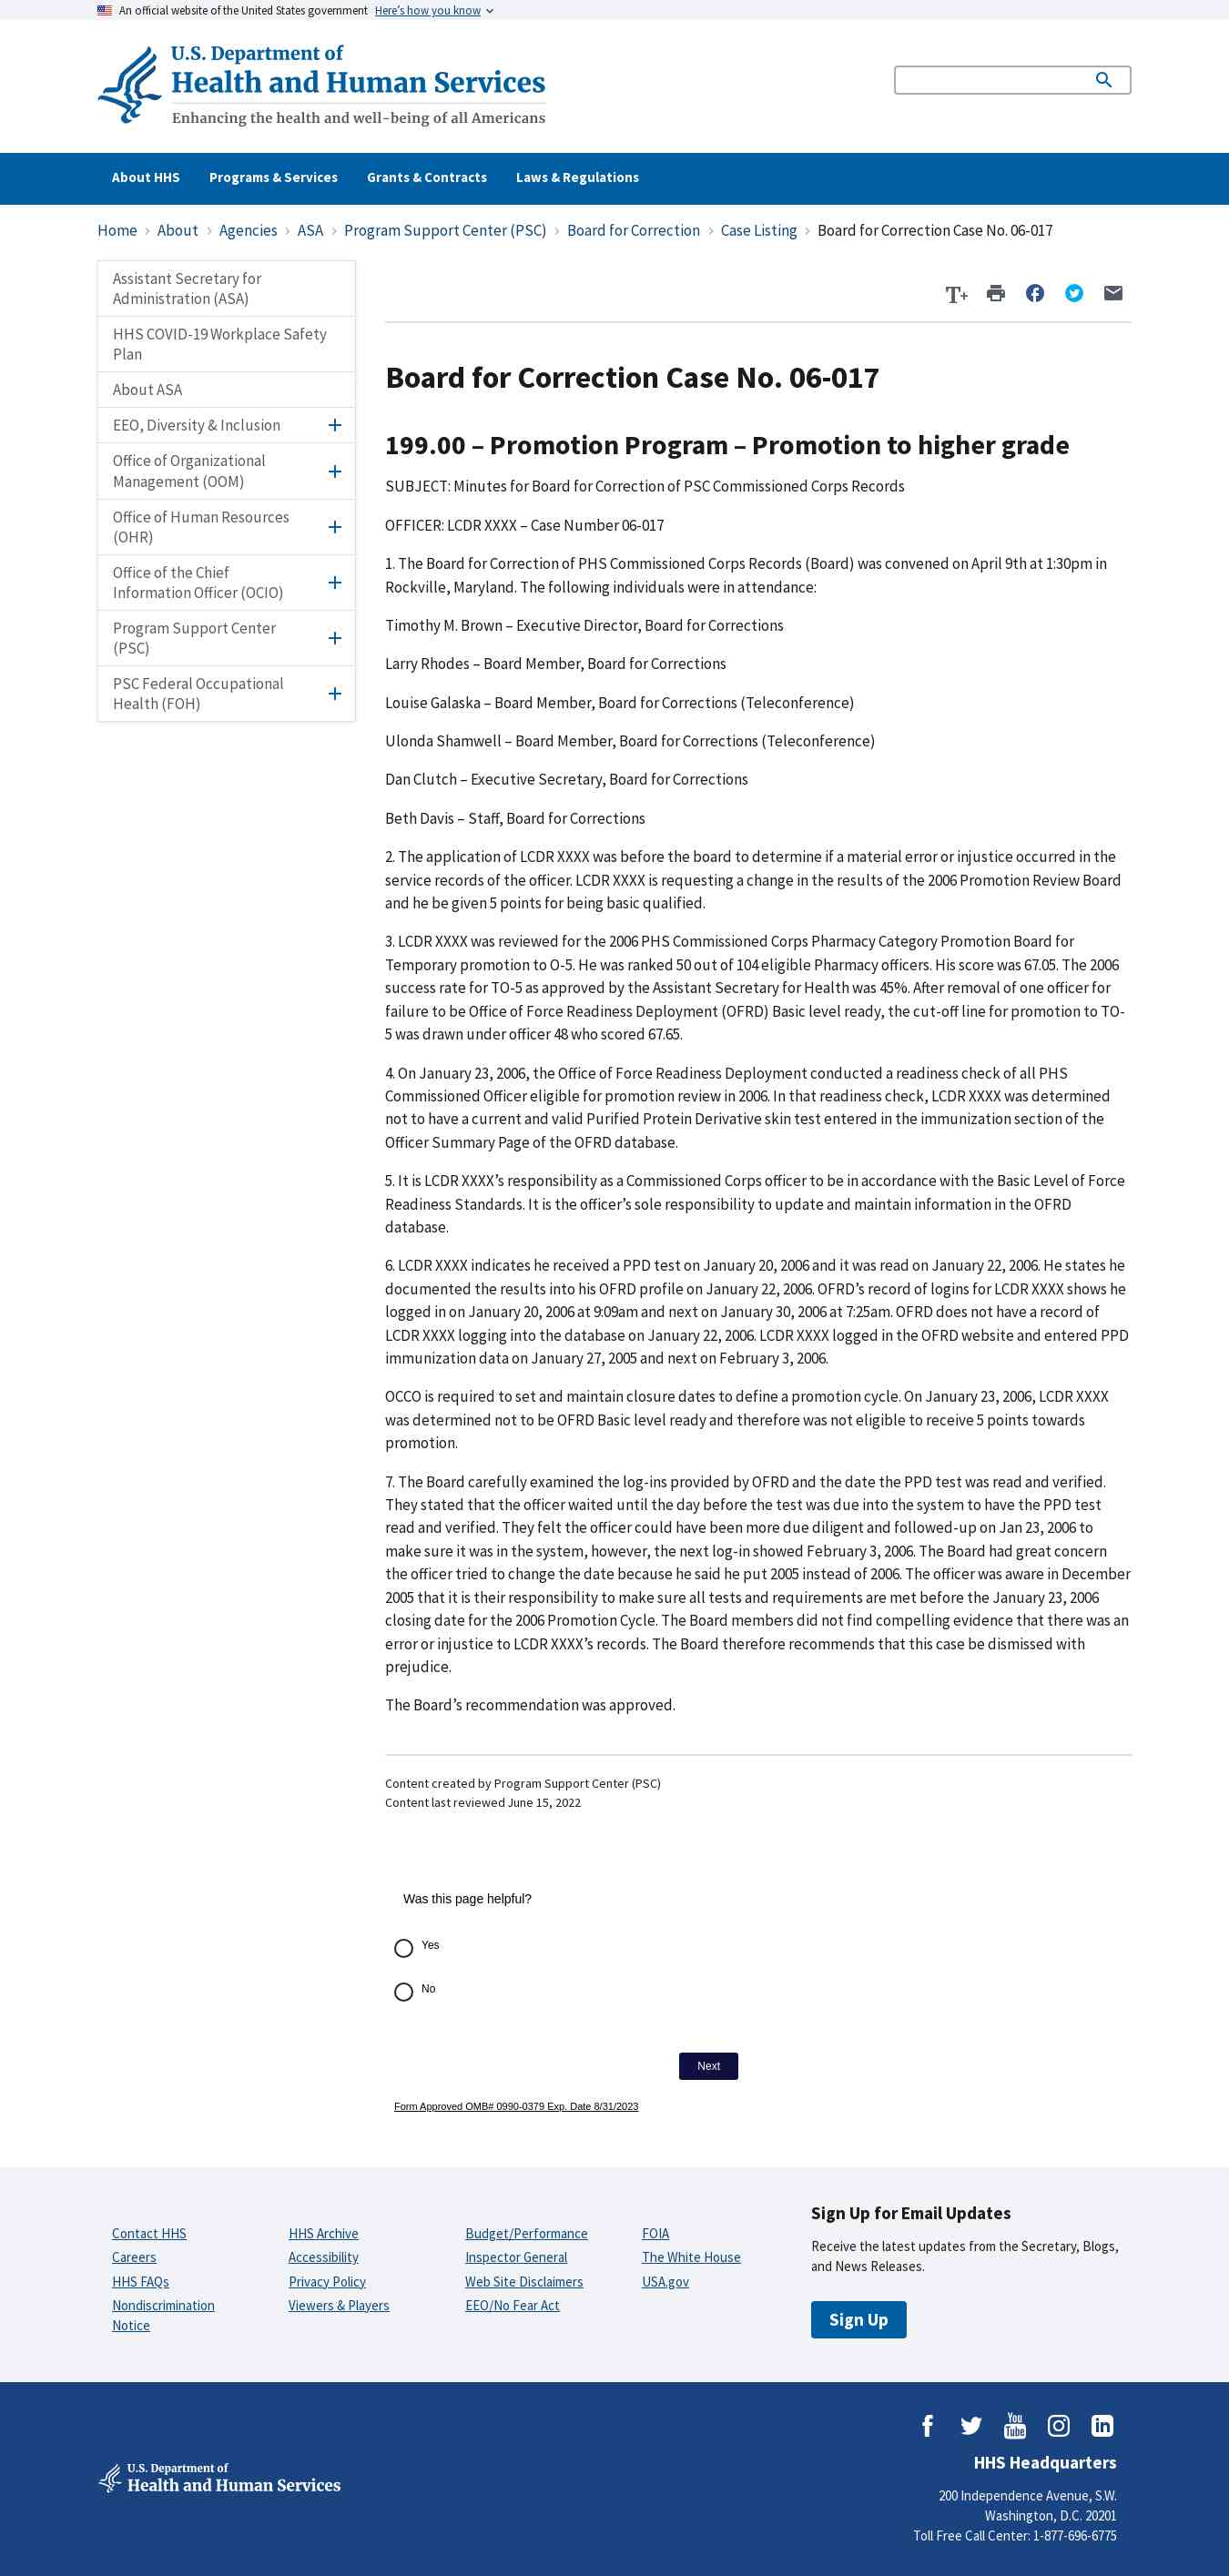 An official website of the United States government Here’s how you know
U.S. Department of
Health and Human Services
Enhancing the health and well-being of all Americans
About HHS Programs & Services Grants & Contracts Laws & Regulations
Home › About › Agencies › ASA › Program Support Center (PSC) › Board for Correction › Case Listing › Board for Correction Case No. 06-017
Assistant Secretary for
Administration (ASA)
HHS COVID-19 Workplace Safety
Plan
About ASA
EEO, Diversity & Inclusion +
Office of Organizational
Management (OOM) +
Office of Human Resources
(OHR) +
Office of the Chief
Information Officer (OCIO) +
Program Support Center
(PSC) +
PSC Federal Occupational
Health (FOH) +
T+
Board for Correction Case No. 06-017
199.00 – Promotion Program – Promotion to higher grade
SUBJECT: Minutes for Board for Correction of PSC Commissioned Corps Records
OFFICER: LCDR XXXX – Case Number 06-017
1. The Board for Correction of PHS Commissioned Corps Records (Board) was convened on April 9th at 1:30pm in
Rockville, Maryland. The following individuals were in attendance:
Timothy M. Brown – Executive Director, Board for Corrections
Larry Rhodes – Board Member, Board for Corrections
Louise Galaska – Board Member, Board for Corrections (Teleconference)
Ulonda Shamwell – Board Member, Board for Corrections (Teleconference)
Dan Clutch – Executive Secretary, Board for Corrections
Beth Davis – Staff, Board for Corrections
2. The application of LCDR XXXX was before the board to determine if a material error or injustice occurred in the
service records of the officer. LCDR XXXX is requesting a change in the results of the 2006 Promotion Review Board
and he be given 5 points for being basic qualified.
3. LCDR XXXX was reviewed for the 2006 PHS Commissioned Corps Pharmacy Category Promotion Board for
Temporary promotion to O-5. He was ranked 50 out of 104 eligible Pharmacy officers. His score was 67.05. The 2006
success rate for TO-5 as approved by the Assistant Secretary for Health was 45%. After removal of one officer for
failure to be Office of Force Readiness Deployment (OFRD) Basic level ready, the cut-off line for promotion to TO-
5 was drawn under officer 48 who scored 67.65.
4. On January 23, 2006, the Office of Force Readiness Deployment conducted a readiness check of all PHS
Commissioned Officer eligible for promotion review in 2006. In that readiness check, LCDR XXXX was determined
not to have a current and valid Purified Protein Derivative skin test entered in the immunization section of the
Officer Summary Page of the OFRD database.
5. It is LCDR XXXX’s responsibility as a Commissioned Corps officer to be in accordance with the Basic Level of Force
Readiness Standards. It is the officer’s sole responsibility to update and maintain information in the OFRD
database.
6. LCDR XXXX indicates he received a PPD test on January 20, 2006 and it was read on January 22, 2006. He states he
documented the results into his OFRD profile on January 22, 2006. OFRD’s record of logins for LCDR XXXX shows he
logged in on January 20, 2006 at 9:09am and next on January 30, 2006 at 7:25am. OFRD does not have a record of
LCDR XXXX logging into the database on January 22, 2006. LCDR XXXX logged in the OFRD website and entered PPD
immunization data on January 27, 2005 and next on February 3, 2006.
OCCO is required to set and maintain closure dates to define a promotion cycle. On January 23, 2006, LCDR XXXX
was determined not to be OFRD Basic level ready and therefore was not eligible to receive 5 points towards
promotion.
7. The Board carefully examined the log-ins provided by OFRD and the date the PPD test was read and verified.
They stated that the officer waited until the day before the test was due into the system to have the PPD test
read and verified. They felt the officer could have been more due diligent and followed-up on Jan 23, 2006 to
make sure it was in the system, however, the next log-in showed February 3, 2006. The Board had great concern
the officer tried to change the date because he said he put 2005 instead of 2006. The officer was aware in December
2005 that it is their responsibility to make sure all tests and requirements are met before the January 23, 2006
closing date for the 2006 Promotion Cycle. The Board members did not find compelling evidence that there was an
error or injustice to LCDR XXXX’s records. The Board therefore recommends that this case be dismissed with
prejudice.
The Board’s recommendation was approved.
Content created by Program Support Center (PSC)
Content last reviewed June 15, 2022
Was this page helpful?
Yes
No
Next
Form Approved OMB# 0990-0379 Exp. Date 8/31/2023
Contact HHS
Careers
HHS FAQs
Nondiscrimination
Notice
HHS Archive
Accessibility
Privacy Policy
Viewers & Players
Budget/Performance
Inspector General
Web Site Disclaimers
EEO/No Fear Act
FOIA
The White House
USA.gov
Sign Up for Email Updates
Receive the latest updates from the Secretary, Blogs,
and News Releases.
Sign Up
You
Tube
U.S. Department of
Health and Human Services
HHS Headquarters
200 Independence Avenue, S.W.
Washington, D.C. 20201
Toll Free Call Center: 1-877-696-6775